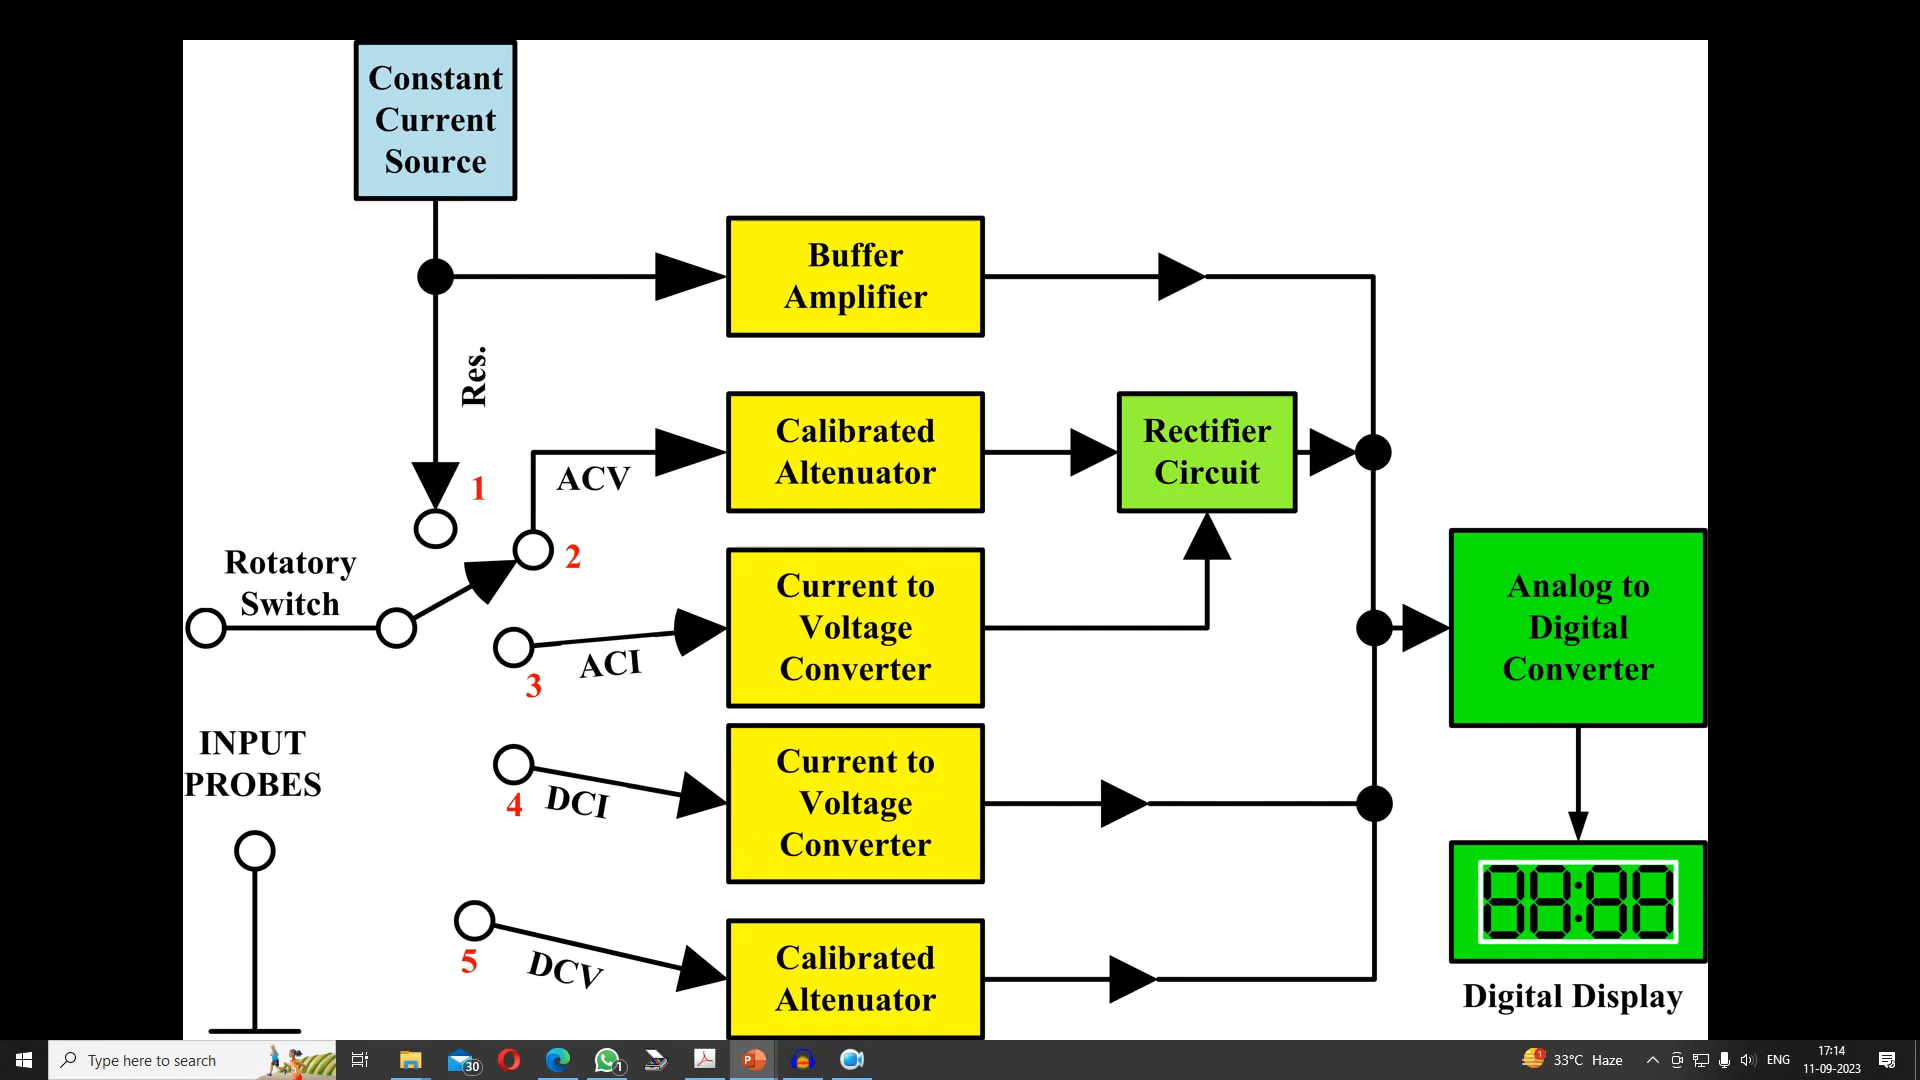 Constant
Current
Source
Buffer
Amplifier
Res.
Calibrated
Altenuator
Rectifier
Circuit
ACV
1
2
Rotatory
Switch
Current to
Voltage
Converter
Analog to
Digital
Converter
ACI
3
INPUT
PROBES
Current to
Voltage
Converter
4
DCI
88:88
5
DCV
Calibrated
Altenuator
Digital Display
Type here to search
30
1
1
33°C Haze
ENG
17:14
11-09-2023